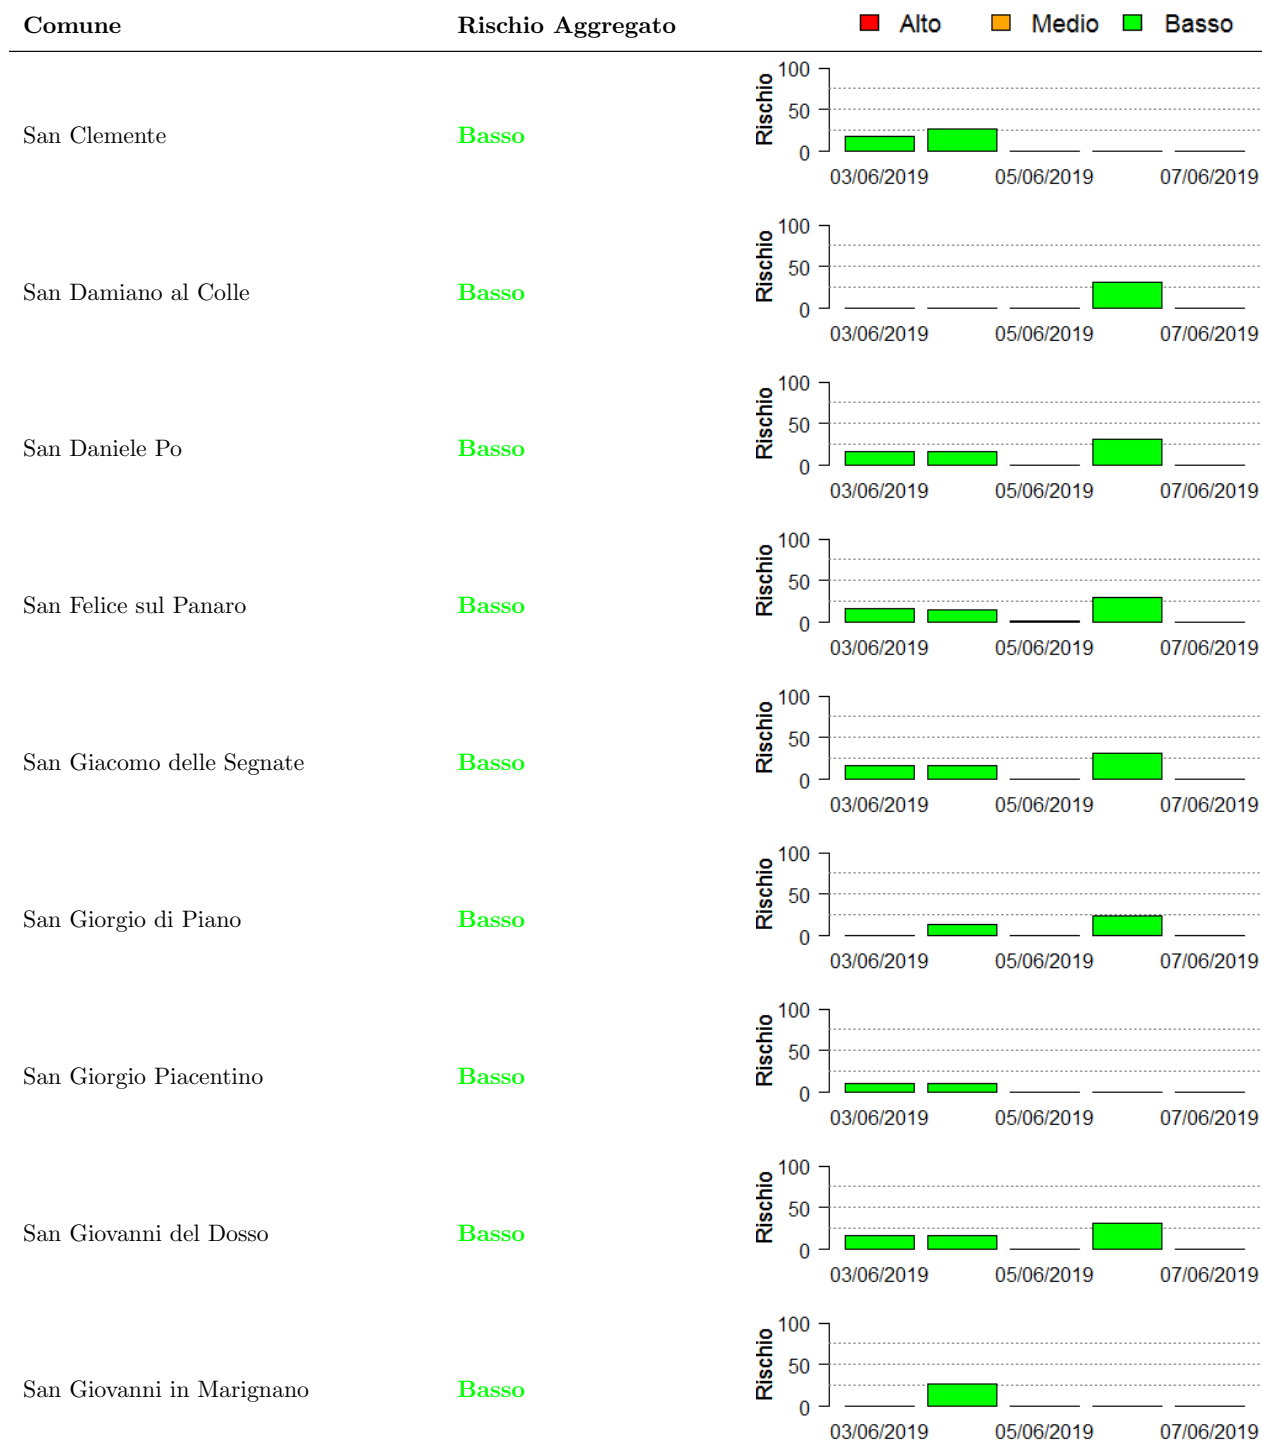 Comune Rischio Aggregato Alto Medio Basso
100
50
0
Rischio
San Clemente Basso
03/06/2019 05/06/2019 07/06/2019
100
50
0
Rischio
San Damiano al Colle Basso
03/06/2019 05/06/2019 07/06/2019
100
50
0
Rischio
San Daniele Po Basso
03/06/2019 05/06/2019 07/06/2019
100
50
0
Rischio
San Felice sul Panaro Basso
03/06/2019 05/06/2019 07/06/2019
100
50
0
Rischio
San Giacomo delle Segnate Basso
03/06/2019 05/06/2019 07/06/2019
100
50
0
Rischio
San Giorgio di Piano Basso
03/06/2019 05/06/2019 07/06/2019
100
50
0
Rischio
San Giorgio Piacentino Basso
03/06/2019 05/06/2019 07/06/2019
100
50
0
Rischio
San Giovanni del Dosso Basso
03/06/2019 05/06/2019 07/06/2019
100
50
0
Rischio
San Giovanni in Marignano Basso
03/06/2019 05/06/2019 07/06/2019